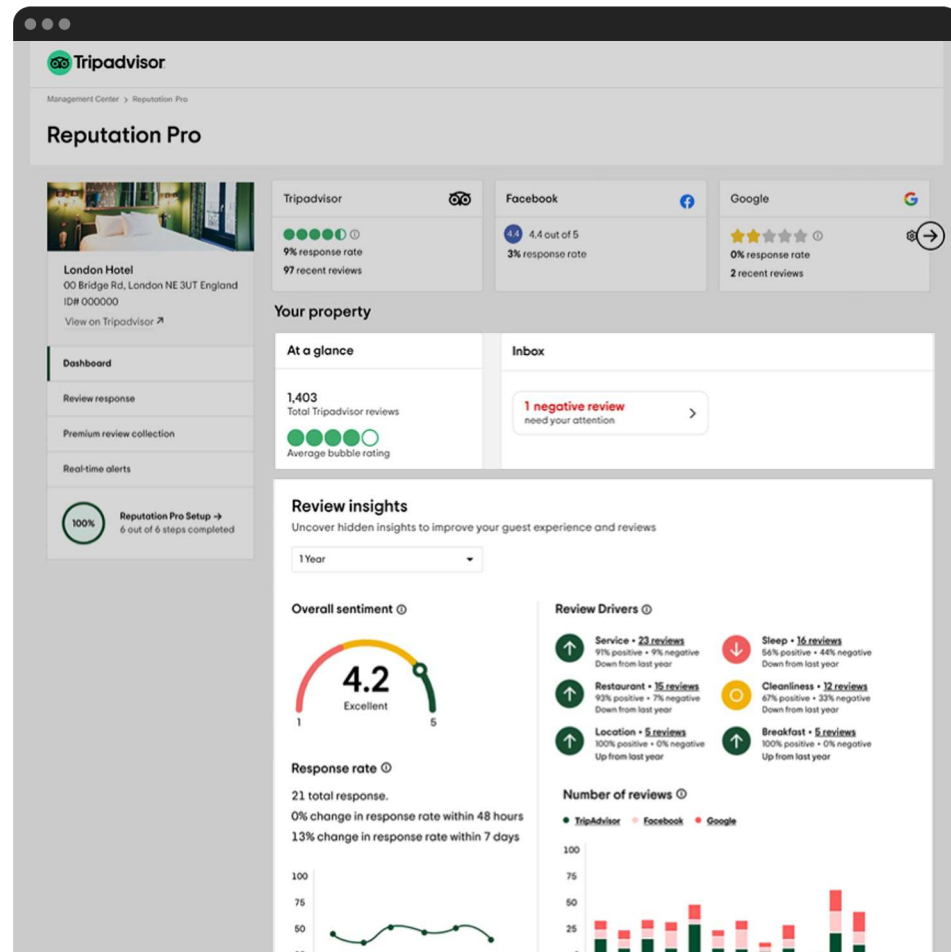 Tripadvisor
Management Center > Reputation Pro
Reputation Pro
London Hotel
00 Bridge Rd, London NE 3UT England
ID# 000000
View on Tripadvisor ↗
Dashboard
Review response
Premium review collection
Real-time alerts
100%
Reputation Pro Setup →
6 out of 6 steps completed
Tripadvisor
9% response rate
97 recent reviews
Facebook
4.4 4.4 out of 5
3% response rate
Google
0% response rate
2 recent reviews
Your property
At a glance
1,403
Total Tripadvisor reviews
Average bubble rating
Inbox
1 negative review
need your attention
Review insights
Uncover hidden insights to improve your guest experience and reviews
1 Year
Overall sentiment
4.2
Excellent
1 5
Response rate
21 total response.
0% change in response rate within 48 hours
13% change in response rate within 7 days
100
75
50
Review Drivers
Service • 23 reviews
91% positive • 9% negative
Down from last year
Sleep • 16 reviews
56% positive • 44% negative
Down from last year
Restaurant • 15 reviews
93% positive • 7% negative
Down from last year
Cleanliness • 12 reviews
67% positive • 33% negative
Down from last year
Location • 5 reviews
100% positive • 0% negative
Up from last year
Breakfast • 5 reviews
100% positive • 0% negative
Up from last year
Number of reviews
TripAdvisor Facebook Google
100
75
50
25